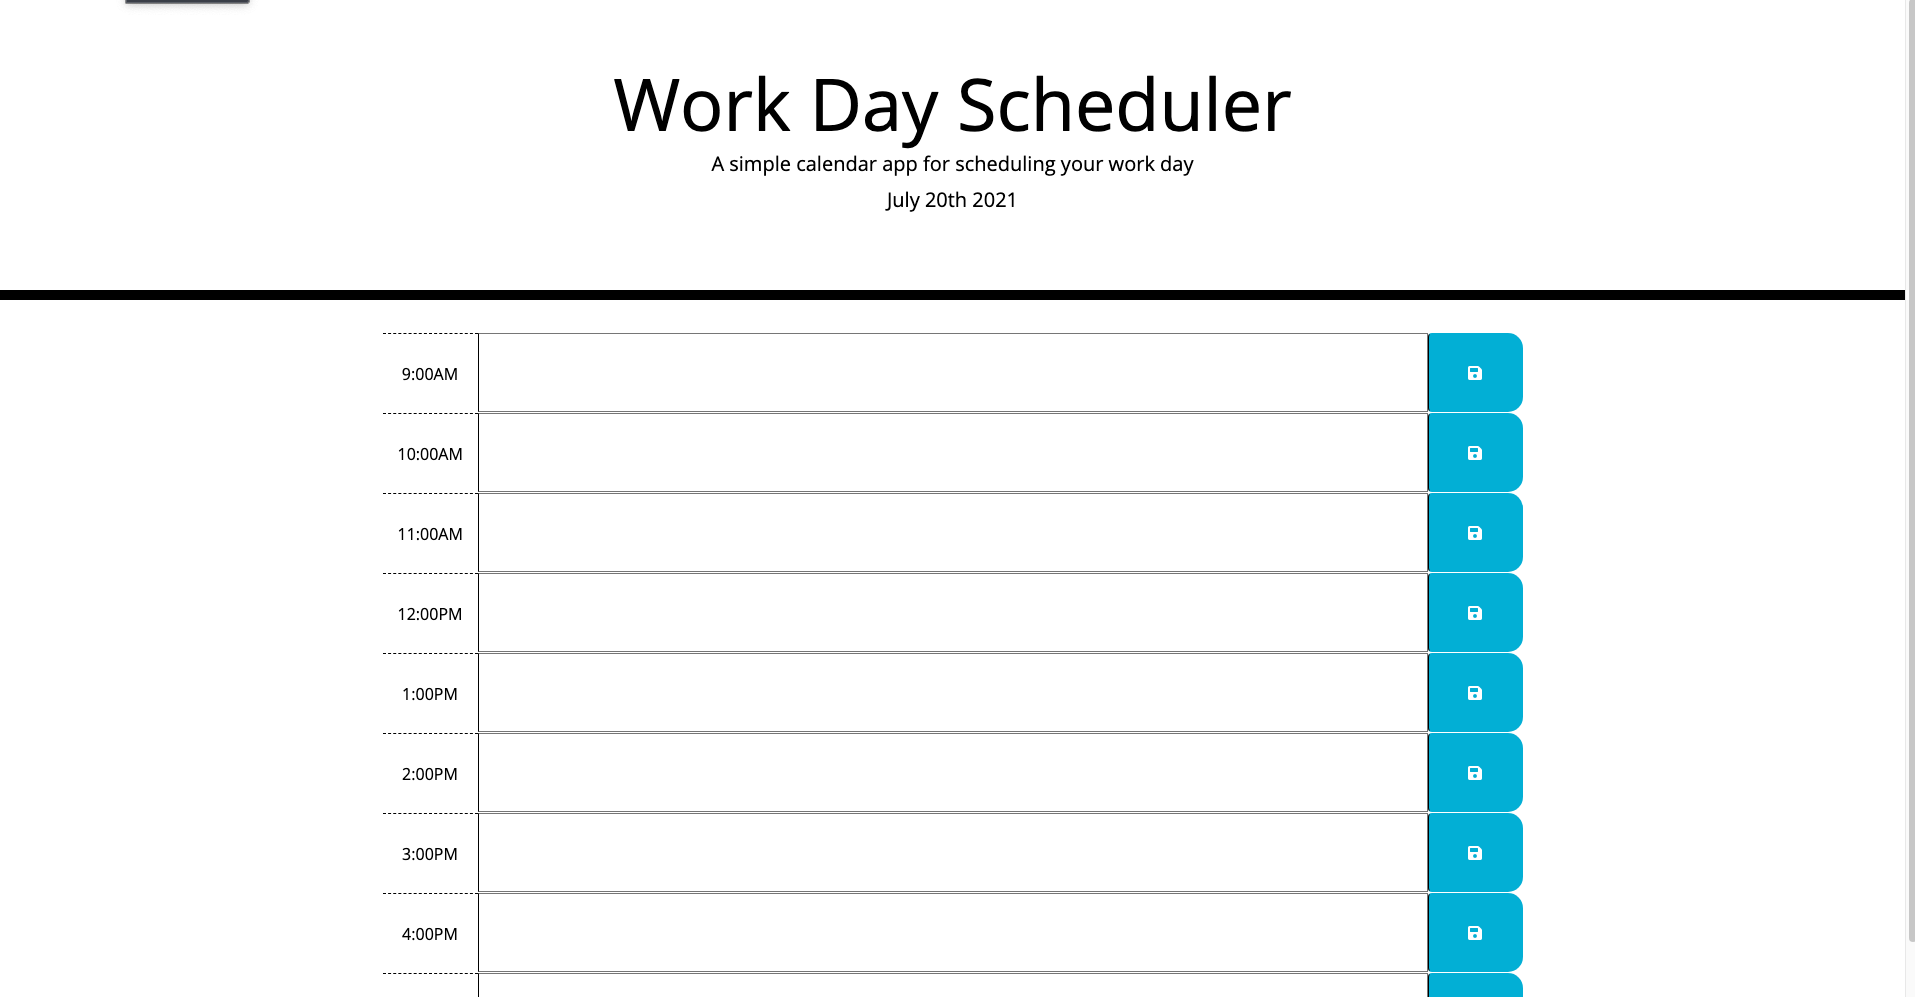 Work Day Scheduler
A simple calendar app for scheduling your work day
July 20th 2021
9:00AM
10:00AM
11:00AM
12:00PM
1:00PM
2:00PM
3:00PM
4:00PM